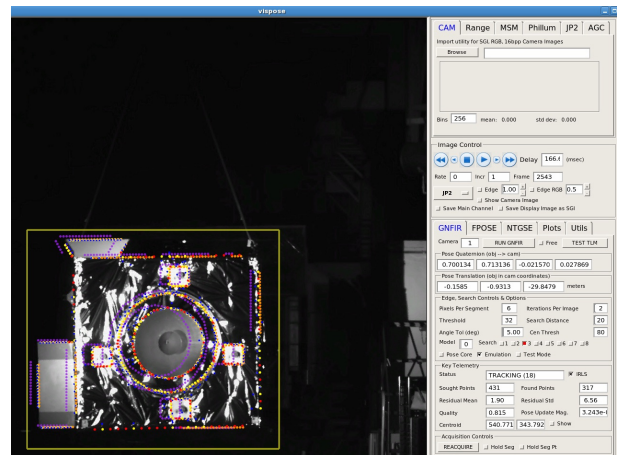 vispose
CAM Range MSM Phillum JP2 AGC
Import utility for SGI, RGB, 16bpp Camera Images
Browse
Bins 256 mean: 0.000 std dev: 0.000
Image Control
Delay 166.6 (msec)
Rate 0 Incr 1 Frame 2543
JP2 Edge 1.00 Edge RGB 0.5
Show Camera Image
Save Main Channel Save Display Image as SGI
GNFIR FPOSE NTGSE Plots Utils
Camera 1 RUN GNFIR Free TEST TLM
Pose Quaternion (obj --> cam)
0.700134 0.713136 -0.021570 0.027869
Pose Translation (obj in cam coordinates)
-0.1585 -0.9313 -29.8479 meters
Edge, Search Controls & Options
Pixels Per Segment 6 Iterations Per Image 2
Threshold 32 Search Distance 20
Angle Tol (deg) 5.00 Cen Thresh 80
Model 0 Search 1 2 3 4 5 6 7 8
Pose Core Emulation Test Mode
Key Telemetry
Status TRACKING (18) IRLS
Sought Points 431 Found Points 317
Residual Mean 1.90 Residual Std 6.56
Quality 0.815 Pose Update Mag. 3.243e-
Centroid 540.771 343.792 Show
Acquisition Controls
REACQUIRE Hold Seg Hold Seg Pt